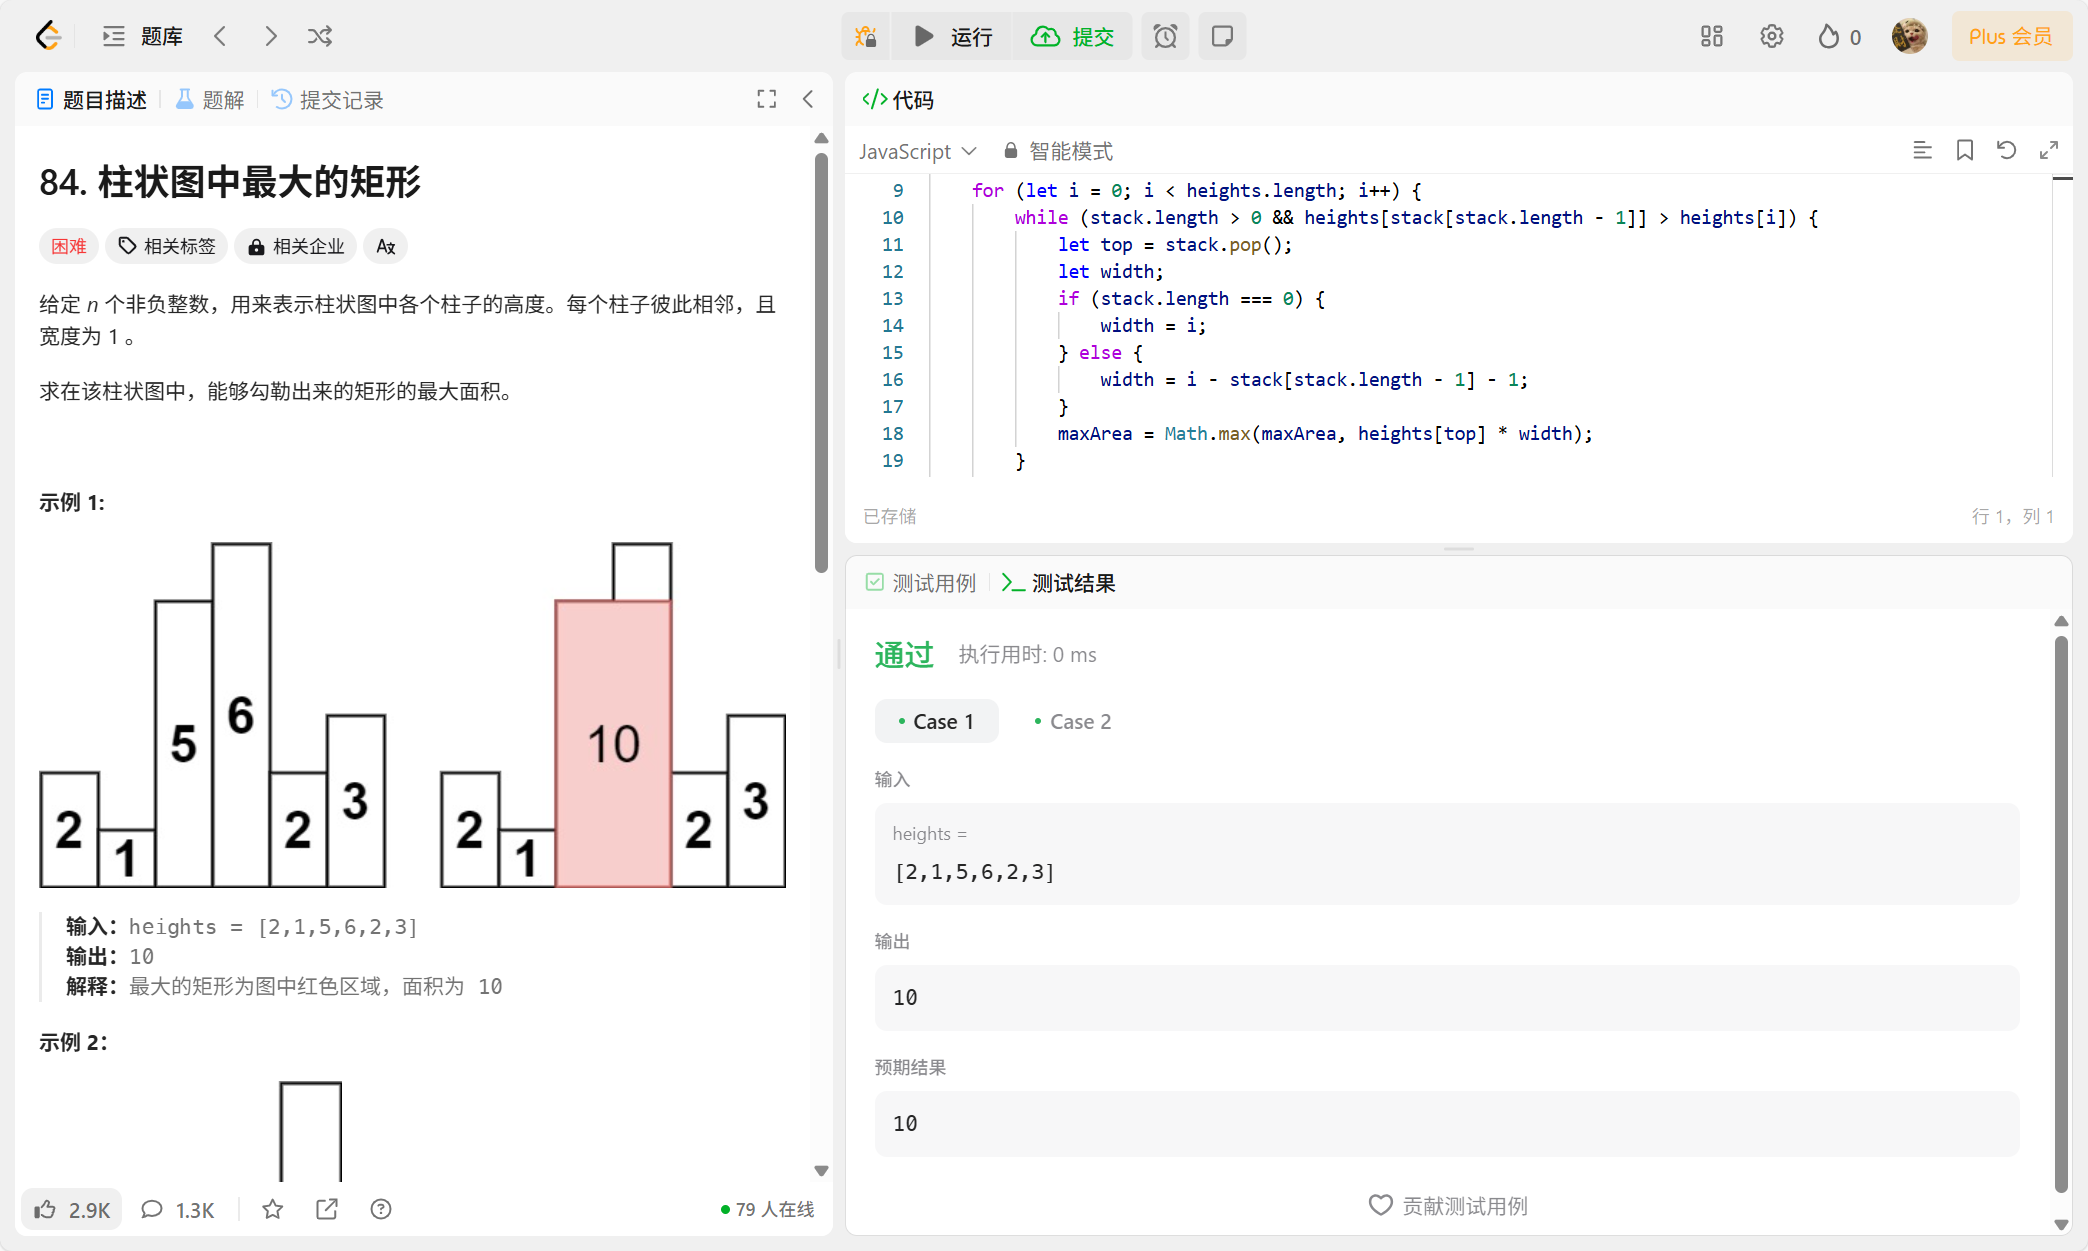 题库
运行
提交
0
Plus 会员
题目描述
题解
提交记录
84. 柱状图中最大的矩形
困难
相关标签
相关企业
给定 n 个非负整数，用来表示柱状图中各个柱子的高度。每个柱子彼此相邻，且
宽度为 1 。
求在该柱状图中，能够勾勒出来的矩形的最大面积。
示例 1:
2
1
5
6
2
3
2
1
10
2
3
输入：heights = [2,1,5,6,2,3]
输出：10
解释：最大的矩形为图中红色区域，面积为 10
示例 2：
2.9K
1.3K
79 人在线
</>代码
JavaScript
智能模式
9 for (let i = 0; i < heights.length; i++) {
10 while (stack.length > 0 && heights[stack[stack.length - 1]] > heights[i]) {
11 let top = stack.pop();
12 let width;
13 if (stack.length === 0) {
14 width = i;
15 } else {
16 width = i - stack[stack.length - 1] - 1;
17 }
18 maxArea = Math.max(maxArea, heights[top] * width);
19 }
已存储
行 1，列 1
测试用例
测试结果
通过
执行用时: 0 ms
Case 1
Case 2
输入
heights =
[2,1,5,6,2,3]
输出
10
预期结果
10
贡献测试用例